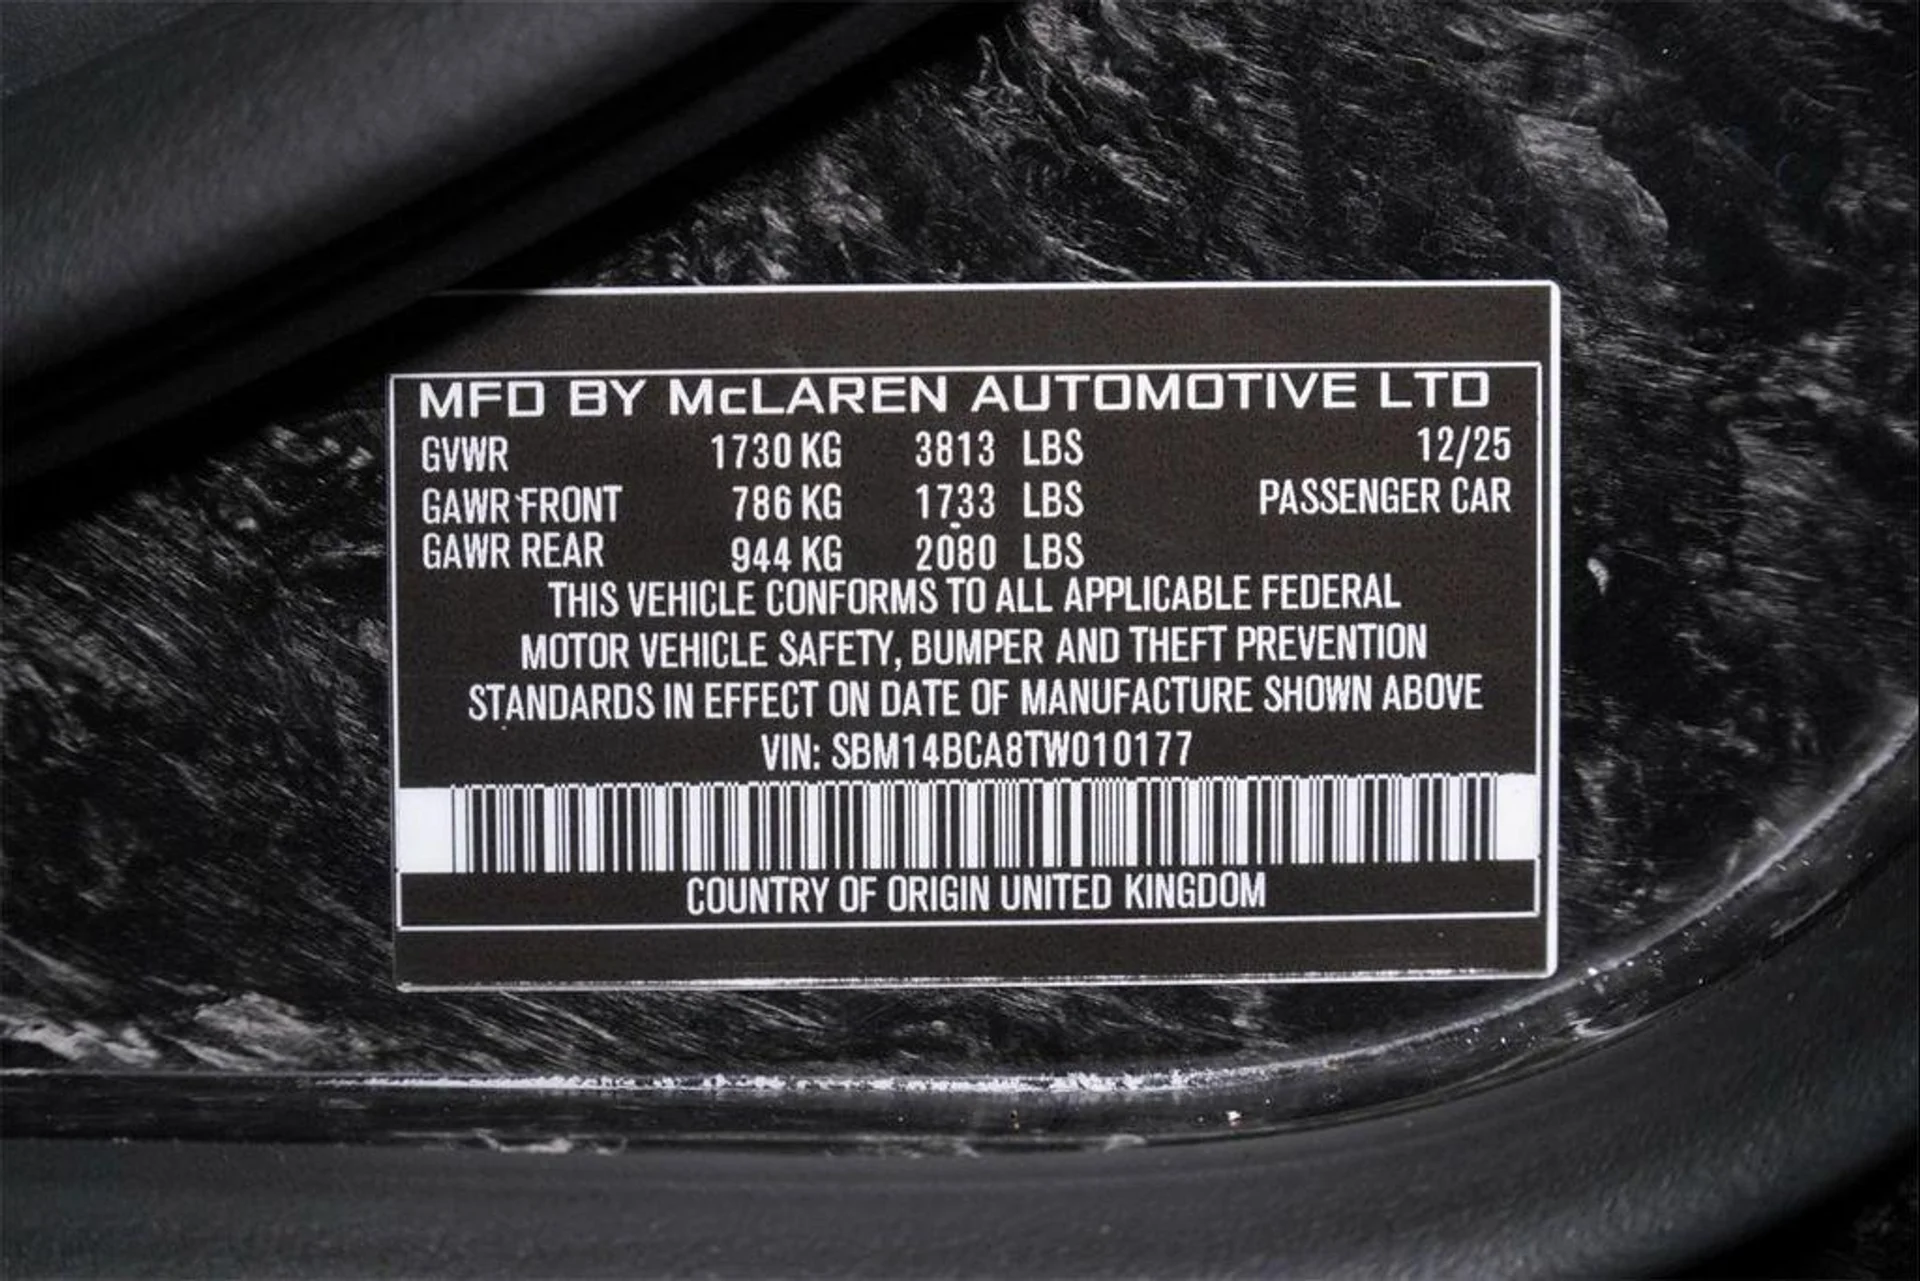 MFD BY McLAREN AUTOMOTIVE LTD
GVWR 1730 KG 3813 LBS 12/25
GAWR FRONT 786 KG 1733 LBS PASSENGER CAR
GAWR REAR 944 KG 2080 LBS
THIS VEHICLE CONFORMS TO ALL APPLICABLE FEDERAL
MOTOR VEHICLE SAFETY, BUMPER AND THEFT PREVENTION
STANDARDS IN EFFECT ON DATE OF MANUFACTURE SHOWN ABOVE
VIN: SBM14BCA8TW010177
COUNTRY OF ORIGIN UNITED KINGDOM